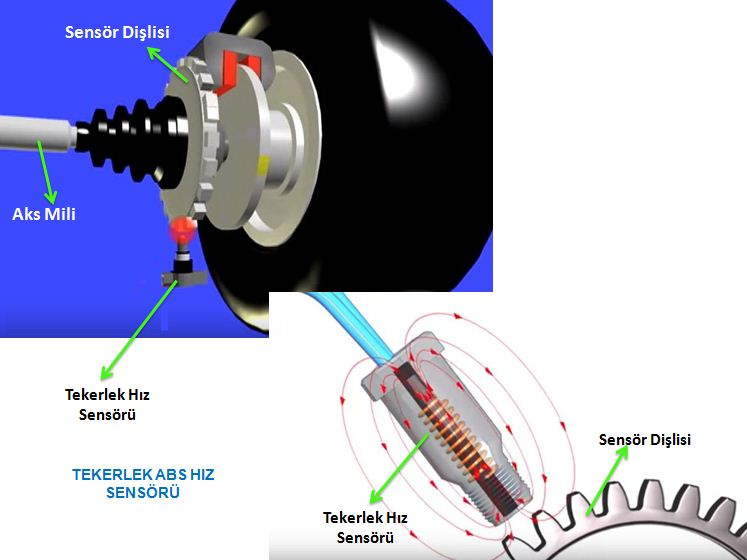 Sensör Dişlisi
Aks Mili
Tekerlek Hız
Sensörü
TEKERLEK ABS HIZ
SENSÖRÜ
Sensör Dişlisi
Tekerlek Hız
Sensörü